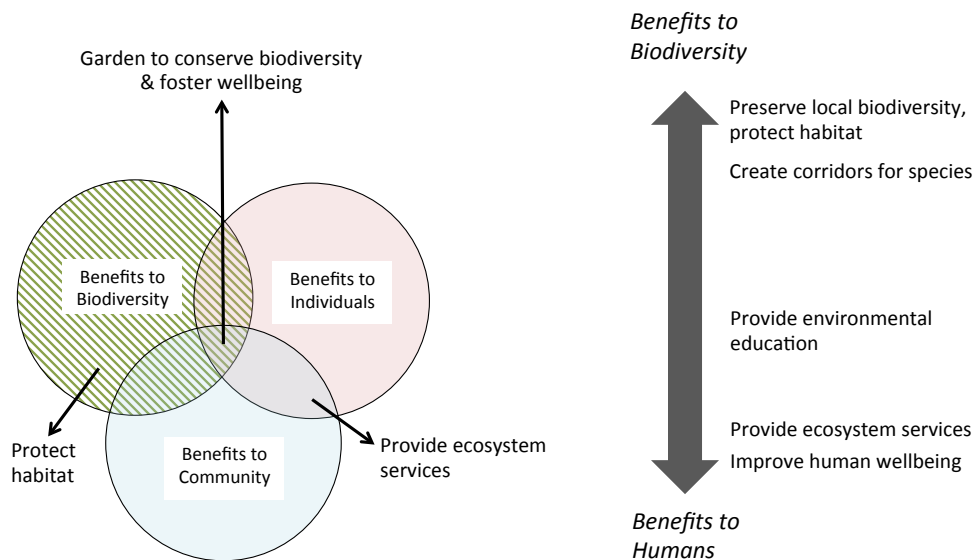 Garden to conserve biodiversity
& foster wellbeing
Benefits to
Biodiversity
Benefits to
Individuals
Benefits to
Community
Protect
habitat
Provide ecosystem
services
Benefits to
Biodiversity
Preserve local biodiversity,
protect habitat
Create corridors for species
Provide environmental
education
Provide ecosystem services
Improve human wellbeing
Benefits to
Humans